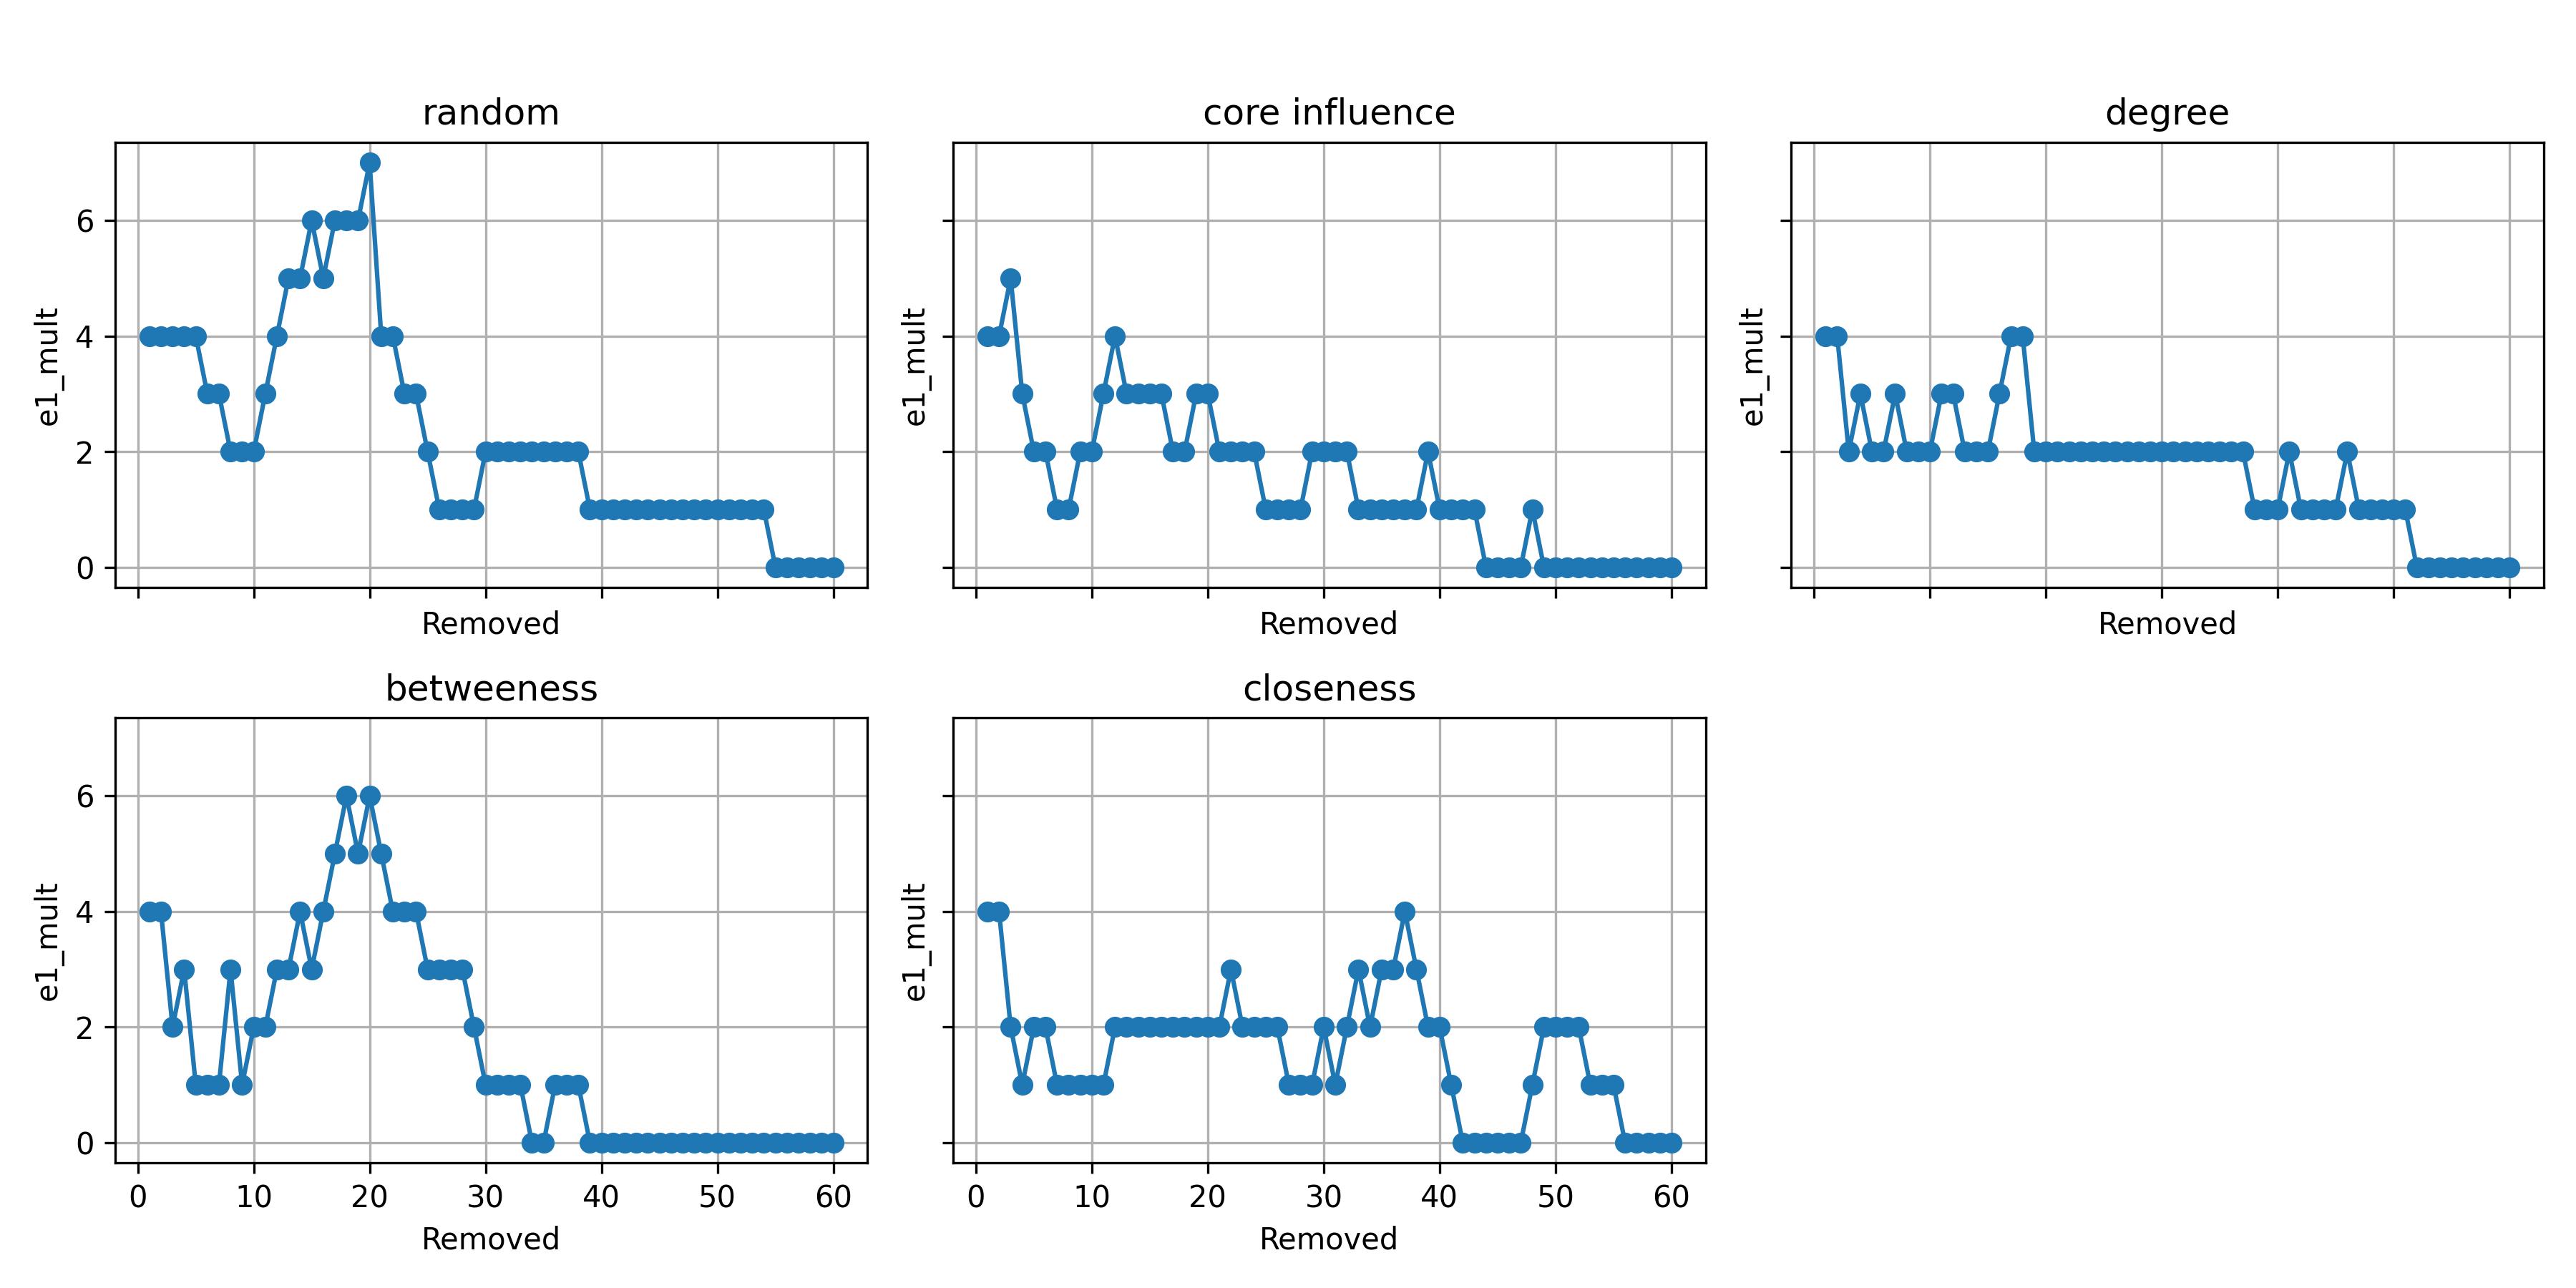 random
core influence
degree
6
4
2
0
e1_mult
e1_mult
e1_mult
Removed
Removed
Removed
betweeness
closeness
6
4
2
0
e1_mult
e1_mult
0 10 20 30 40 50 60
0 10 20 30 40 50 60
Removed
Removed